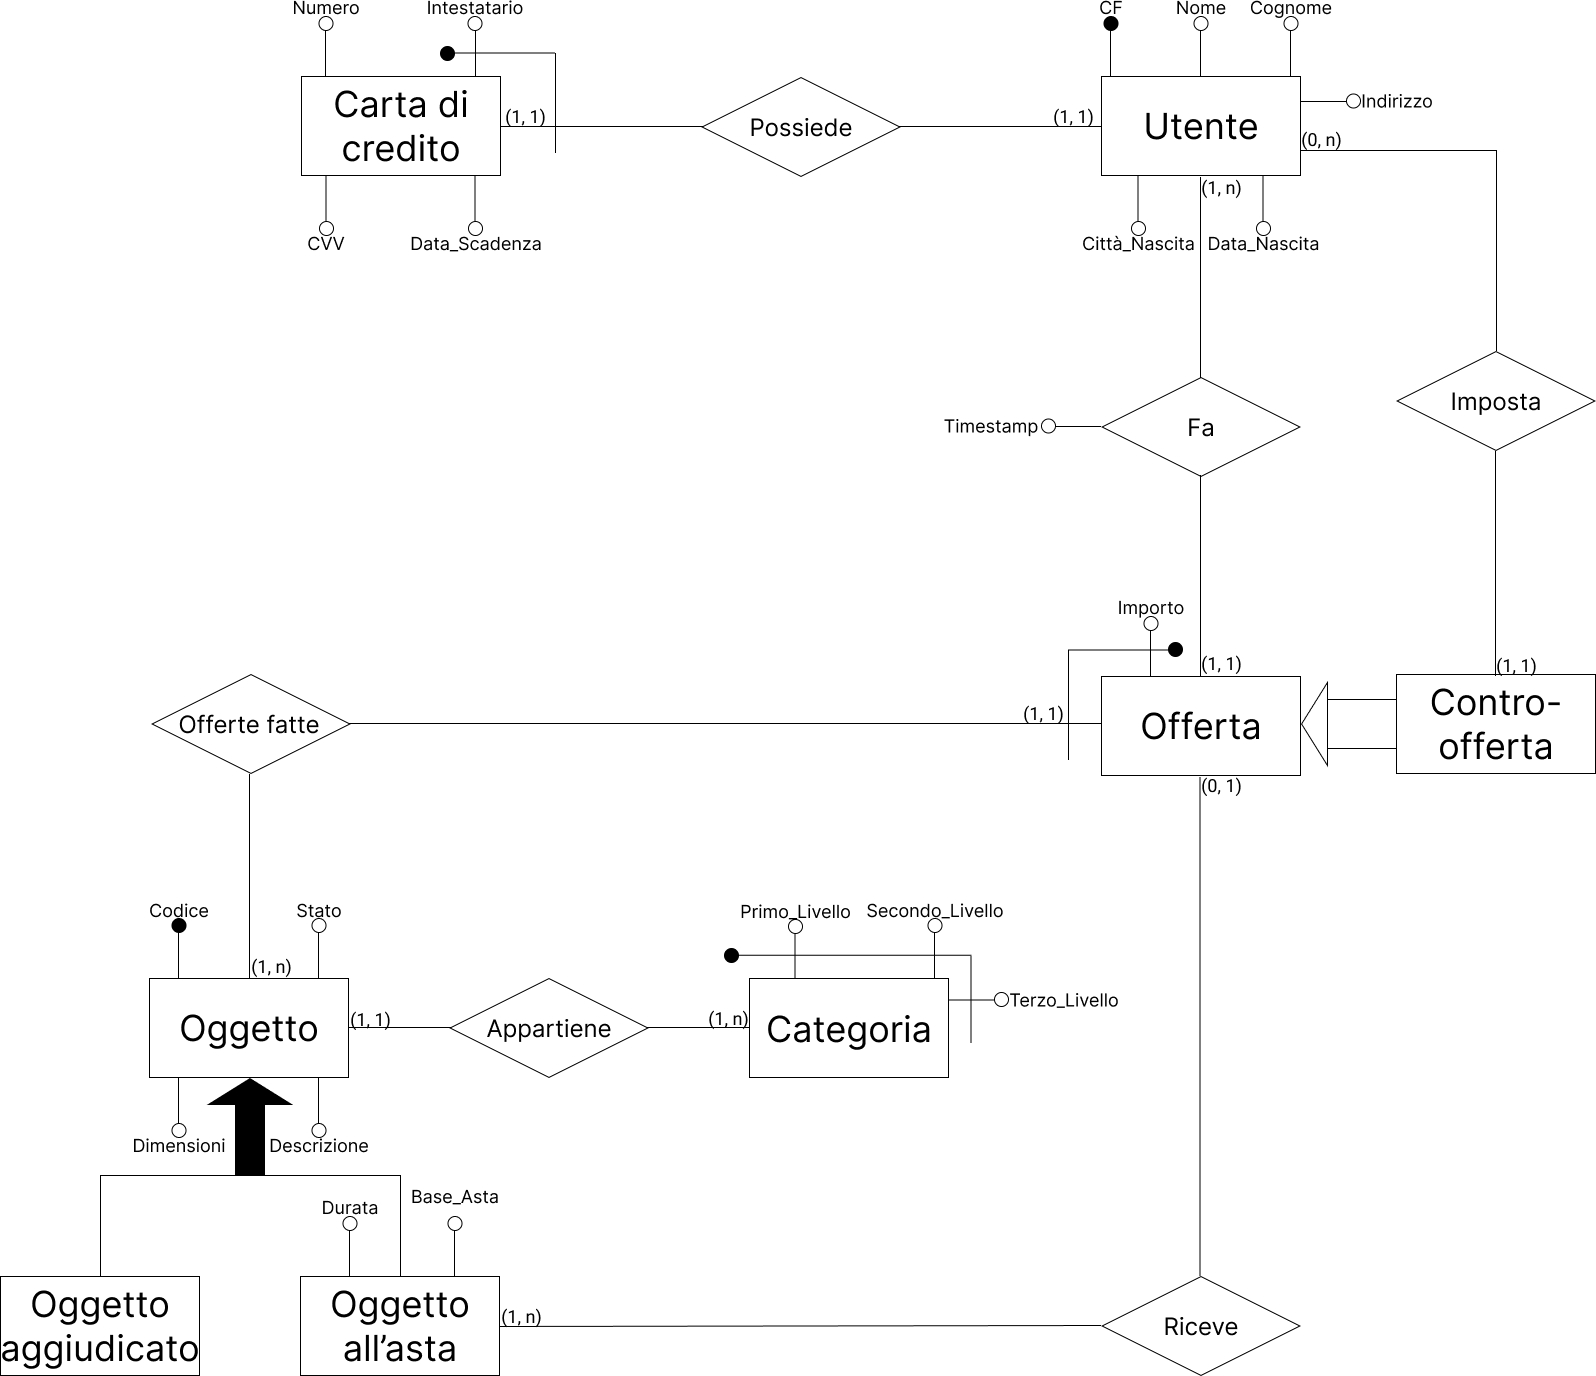 Numero
Intestatario
CF
Nome
Cognome
Carta di
credito
(1, 1)
Possiede
(1, 1)
Utente
Indirizzo
(0, n)
(1, n)
CVV
Data_Scadenza
Città_Nascita
Data_Nascita
Timestamp
Fa
Imposta
Importo
(1, 1)
(1, 1)
Offerte fatte
(1, 1)
Offerta
Contro-
offerta
(0, 1)
Codice
Stato
Primo_Livello
Secondo_Livello
(1, n)
Oggetto
(1, 1)
Appartiene
(1, n)
Categoria
Terzo_Livello
Dimensioni
Descrizione
Durata
Base_Asta
Oggetto
aggiudicato
Oggetto
all’asta
(1, n)
Riceve